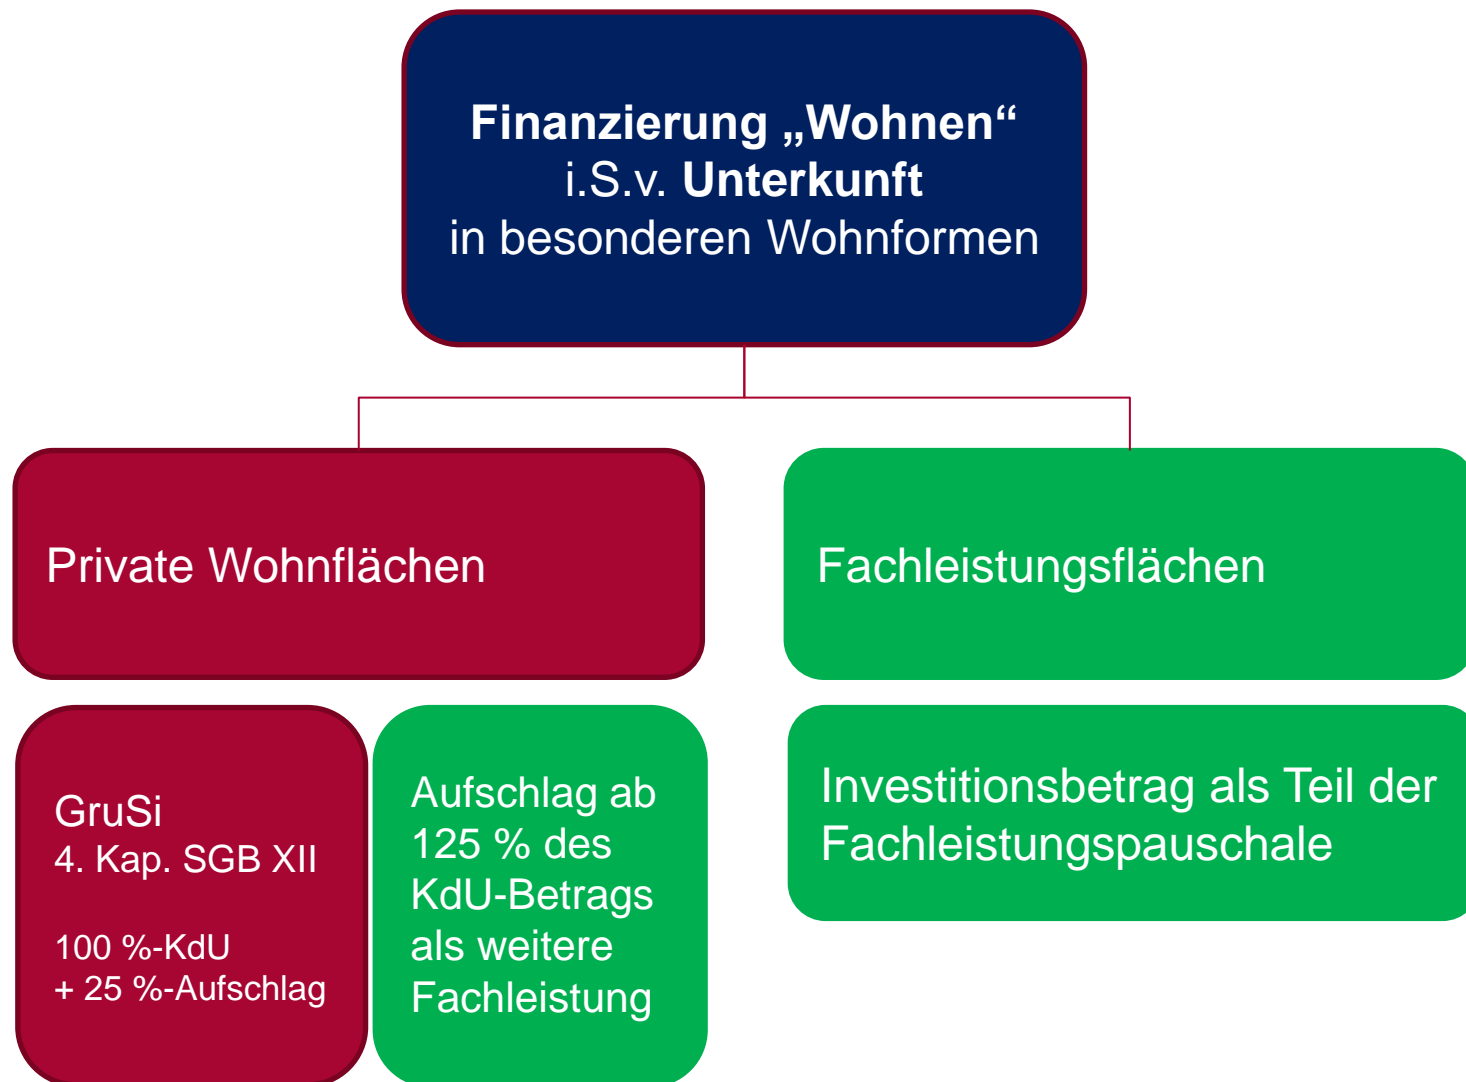 Finanzierung „Wohnen“
i.S.v. Unterkunft
in besonderen Wohnformen
Private Wohnflächen
Fachleistungsflächen
GruSi
4. Kap. SGB XII
100 %-KdU
+ 25 %-Aufschlag
Aufschlag ab
125 % des
KdU-Betrags
als weitere
Fachleistung
Investitionsbetrag als Teil der
Fachleistungspauschale